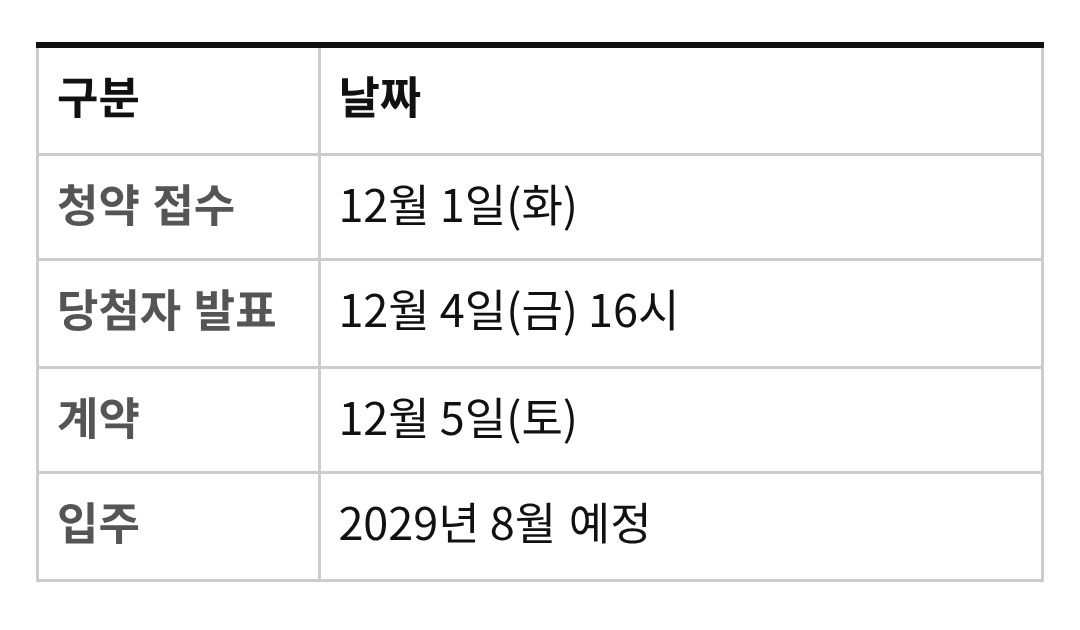 구분 날짜
청약 접수 12월 1일(화)
당첨자 발표 12월 4일(금) 16시
계약 12월 5일(토)
입주 2029년 8월 예정